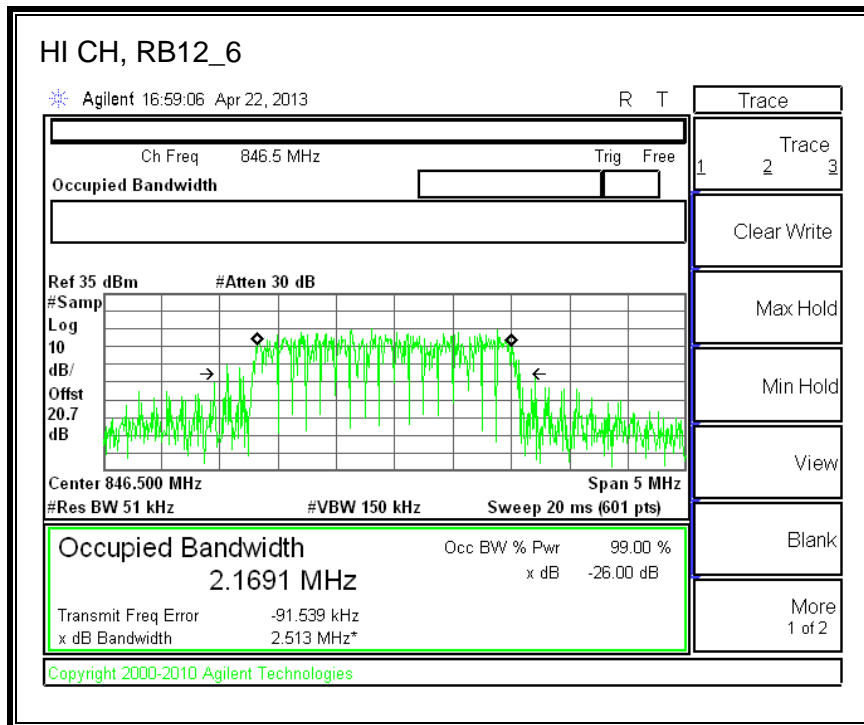 HI CH, RB12_6
Agilent 16:59:06 Apr 22, 2013 R T
Trace
Ch Freq 846.5 MHz Trig Free
Occupied Bandwidth
Trace
1 2 3
Clear Write
Max Hold
Min Hold
View
Blank
More
1 of 2
Ref 35 dBm #Atten 30 dB
#Samp
Log
10
dB/
Offst
20.7
dB
Center 846.500 MHz Span 5 MHz
#Res BW 51 kHz #VBW 150 kHz Sweep 20 ms (601 pts)
Occupied Bandwidth Occ BW % Pwr 99.00 %
2.1691 MHz x dB -26.00 dB
Transmit Freq Error -91.539 kHz
x dB Bandwidth 2.513 MHz*
Copyright 2000-2010 Agilent Technologies